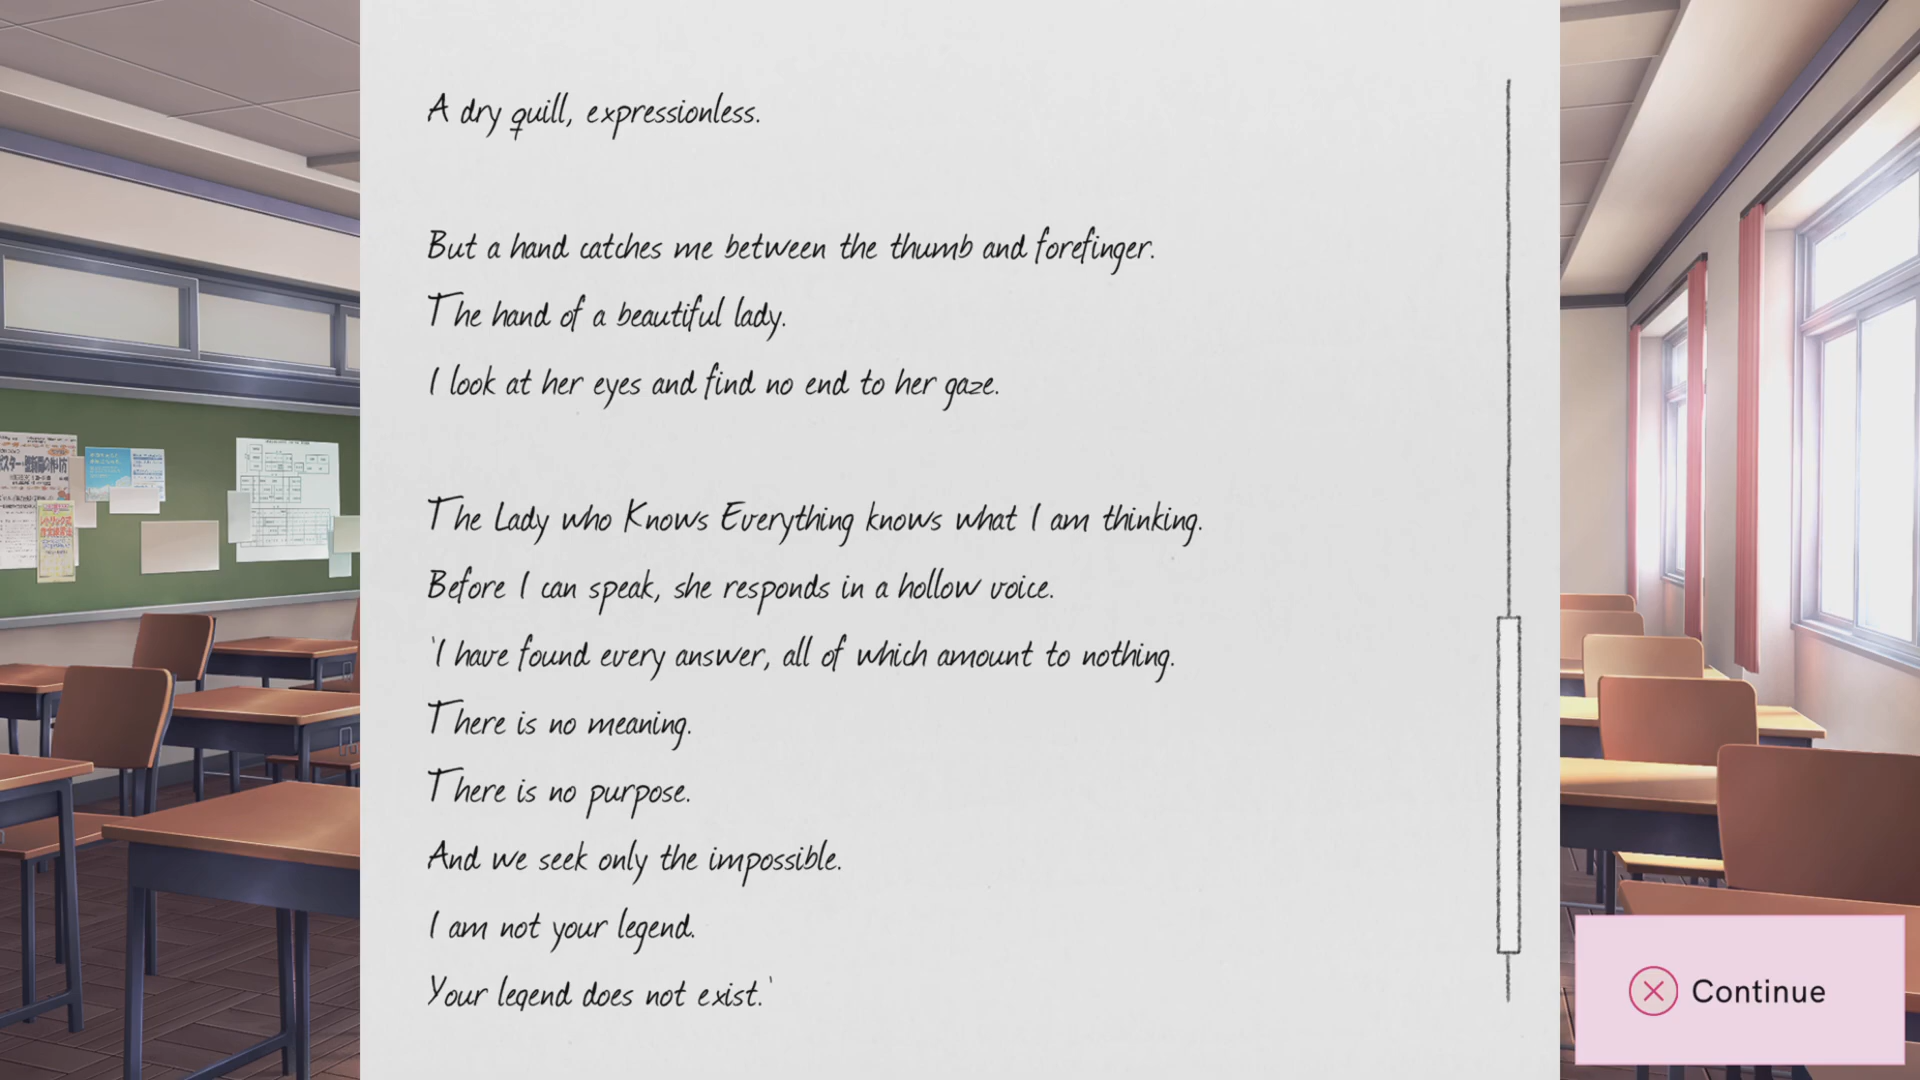 A dry quill, expressionless.
But a hand catches me between the thumb and forefinger.
The hand of a beautiful lady.
I look at her eyes and find no end to her gaze.
The Lady who Knows Everything knows what I am thinking.
Before I can speak, she responds in a hollow voice.
'I have found every answer, all of which amount to nothing.
There is no meaning.
There is no purpose.
And we seek only the impossible.
I am not your legend.
Your legend does not exist.'
Continue